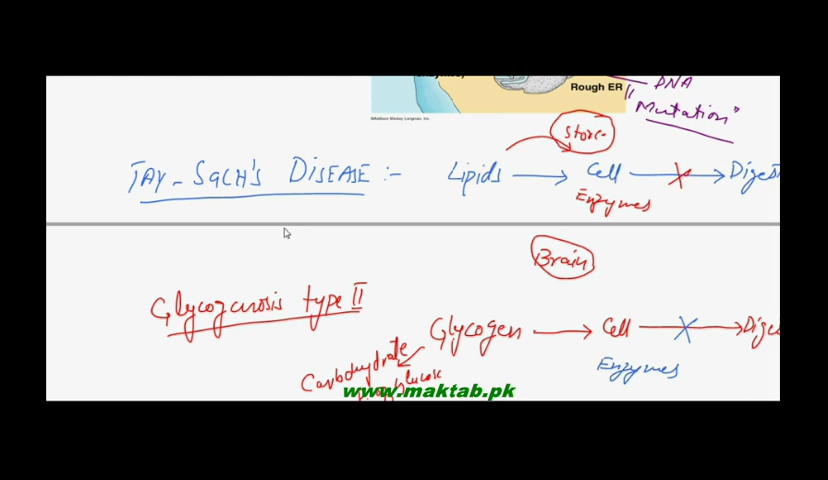 Rough ER
DNA
"Mutation"
Store
TAY-SACH'S DISEASE :- Lipids Cell Digest
Enzymes
Brain
Glycogenosis type II
Glycogen Cell Dige
Carbohydrate
Enzymes
www.maktab.pk